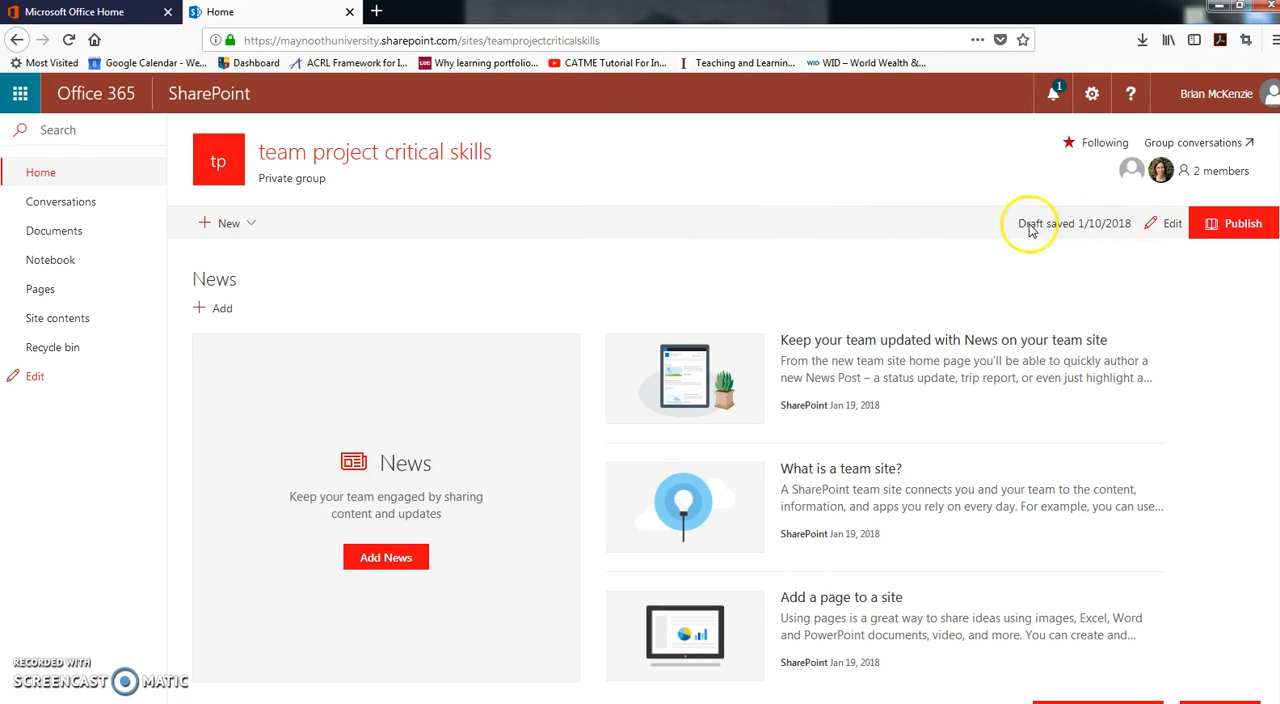 Microsoft Office Home
Home
https://maynoothuniversity.sharepoint.com/sites/teamprojectcriticalskills
Most Visited
Google Calendar - We...
Dashboard
ACRL Framework for I...
Why learning portfolio...
CATME Tutorial For In...
Teaching and Learnin...
WID – World Wealth &...
Office 365
SharePoint
1
?
Brian McKenzie
Search
tp
team project critical skills
Private group
Following
Group conversations
2 members
Home
Conversations
Documents
Notebook
Pages
Site contents
Recycle bin
Edit
New
Draft saved 1/10/2018
Edit
Publish
News
Add
News
Keep your team engaged by sharing
content and updates
Add News
Keep your team updated with News on your team site
From the new team site home page you'll be able to quickly author a
new News Post – a status update, trip report, or even just highlight a...
SharePoint Jan 19, 2018
What is a team site?
A SharePoint team site connects you and your team to the content,
information, and apps you rely on every day. For example, you can use...
SharePoint Jan 19, 2018
Add a page to a site
Using pages is a great way to share ideas using images, Excel, Word
and PowerPoint documents, video, and more. You can create and...
SharePoint Jan 19, 2018
RECORDED WITH
SCREENCAST MATIC